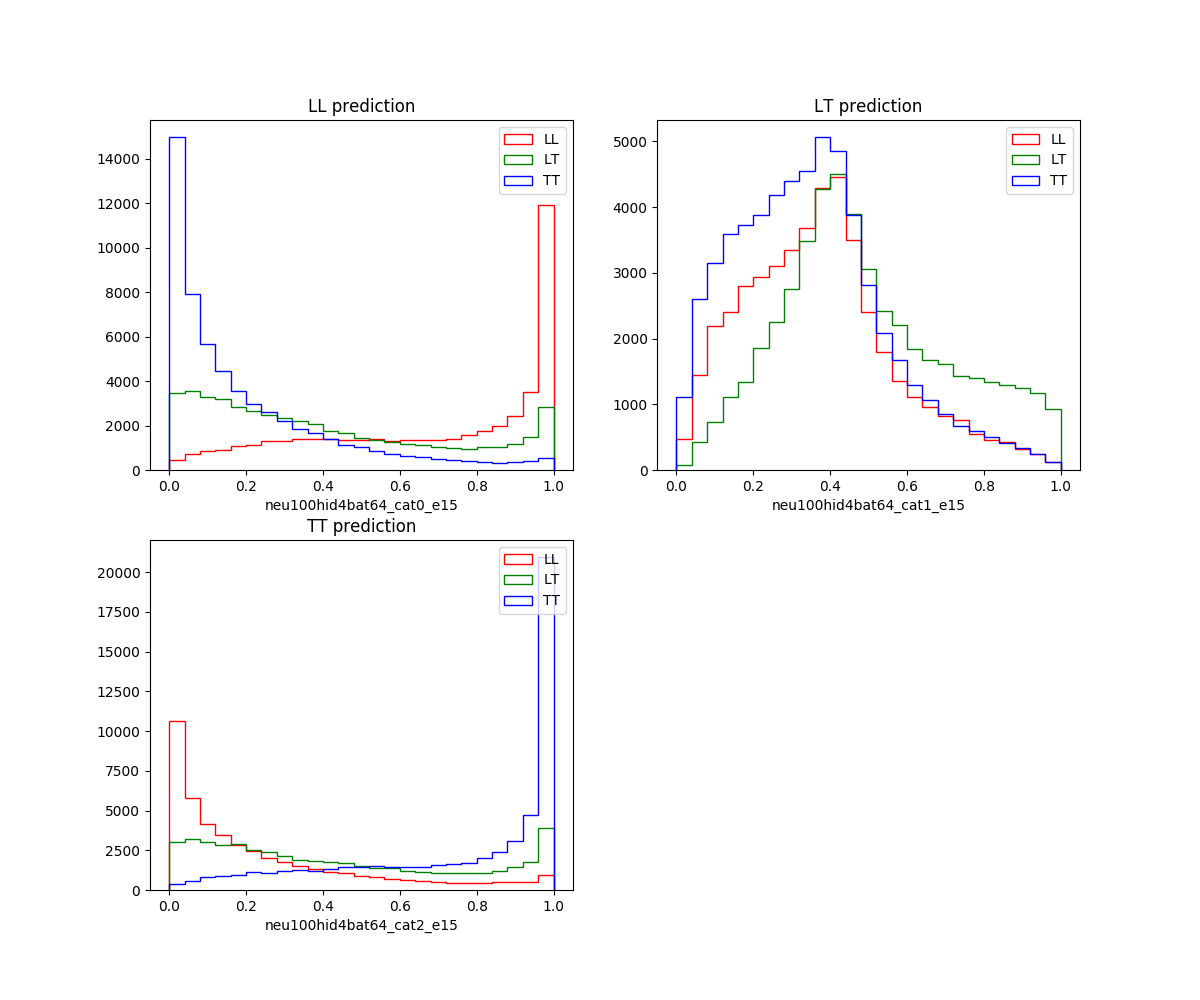 LL prediction
14000
12000
10000
8000
6000
4000
2000
0
0.0 0.2 0.4 0.6 0.8 1.0
neu100hid4bat64_cat0_e15
LL
LT
TT
LT prediction
5000
4000
3000
2000
1000
0
0.0 0.2 0.4 0.6 0.8 1.0
neu100hid4bat64_cat1_e15
LL
LT
TT
TT prediction
20000
17500
15000
12500
10000
7500
5000
2500
0
0.0 0.2 0.4 0.6 0.8 1.0
neu100hid4bat64_cat2_e15
LL
LT
TT